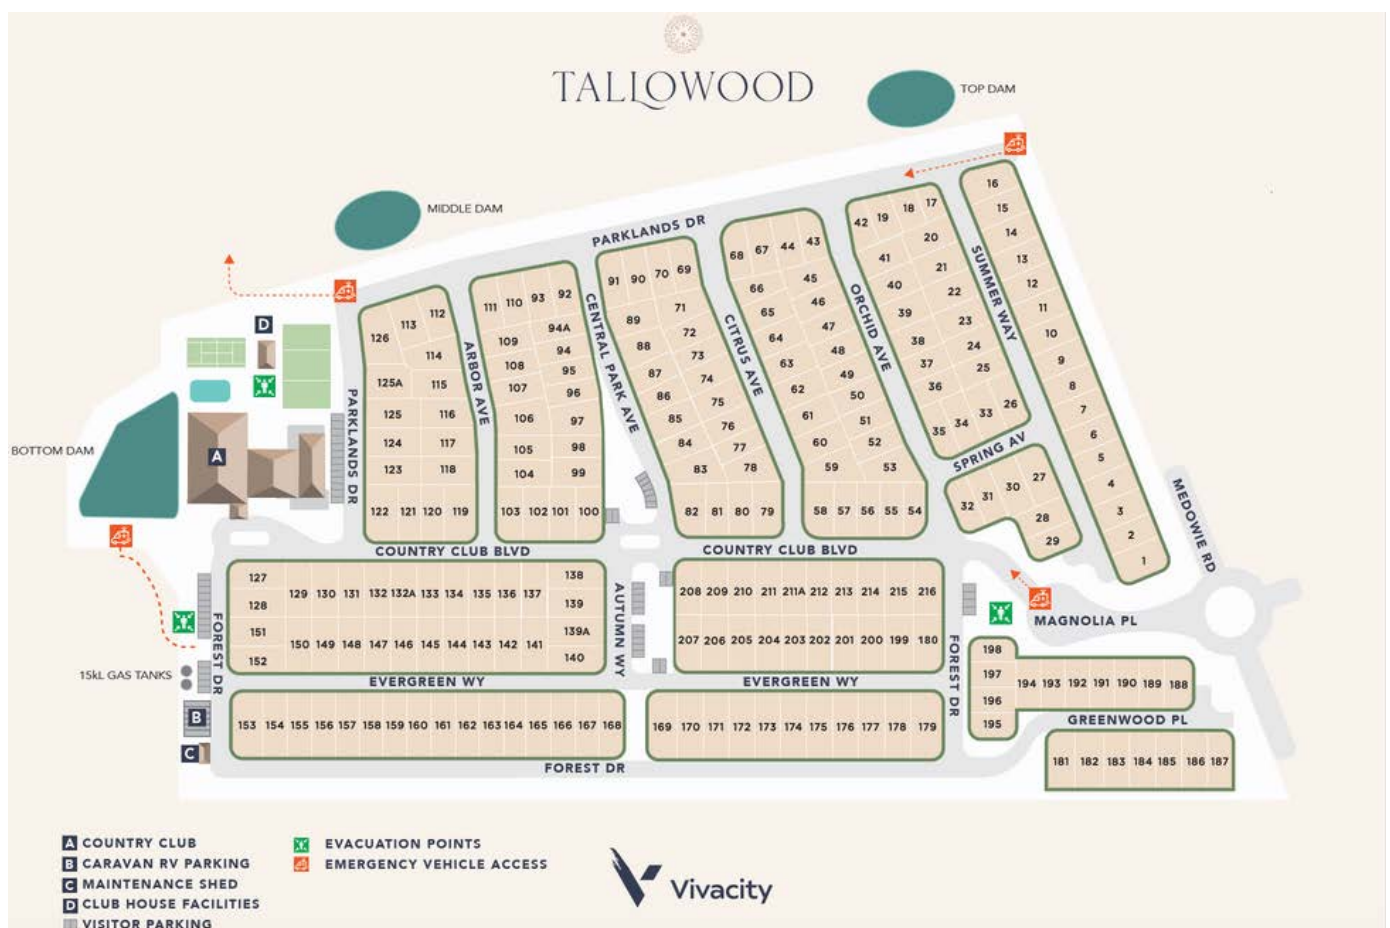 TALLOWOOD
TOP DAM
MIDDLE DAM
BOTTOM DAM
PARKLANDS DR
SUMMER WAY
ORCHID AVE
CITRUS AVE
CENTRAL PARK AVE
ARBOR AVE
PARKLANDS DR
SPRING AV
MEDOWIE RD
16
15
14
13
12
11
10
9
8
7
6
5
4
3
2
1
42 19 18 17
41 20
40 21
39 22
38 23
37 24
36 25
35 34 33 26
32 31 30 27
28
29
68 67 44 43
66 45
65 46
64 47
63 48
62 49
61 50
60 51
59 52
53
58 57 56 55 54
91 90 70 69
89 71
88 72
87 73
86 74
85 75
84 76
83 77
78
82 81 80 79
111 110 93 92
109 94A
108 94
107 95
106 96
105 97
104 98
99
103 102 101 100
126 113 112
125A 114
125 115
124 116
123 117
118
122 121 120 119
D
A
COUNTRY CLUB BLVD
COUNTRY CLUB BLVD
127 129 130 131 132 132A 133 134 135 136 137 138
128 139
151 150 149 148 147 146 145 144 143 142 141 139A
152 140
208 209 210 211 211A 212 213 214 215 216
207 206 205 204 203 202 201 200 199 180
AUTUMN WY
FOREST DR
FOREST DR
MAGNOLIA PL
15kL GAS TANKS
EVERGREEN WY
EVERGREEN WY
198
197 194 193 192 191 190 189 188
196
195
GREENWOOD PL
B
C
153 154 155 156 157 158 159 160 161 162 163 164 165 166 167 168
169 170 171 172 173 174 175 176 177 178 179
181 182 183 184 185 186 187
FOREST DR
A COUNTRY CLUB
B CARAVAN RV PARKING
C MAINTENANCE SHED
D CLUB HOUSE FACILITIES
VISITOR PARKING
EVACUATION POINTS
EMERGENCY VEHICLE ACCESS
Vivacity